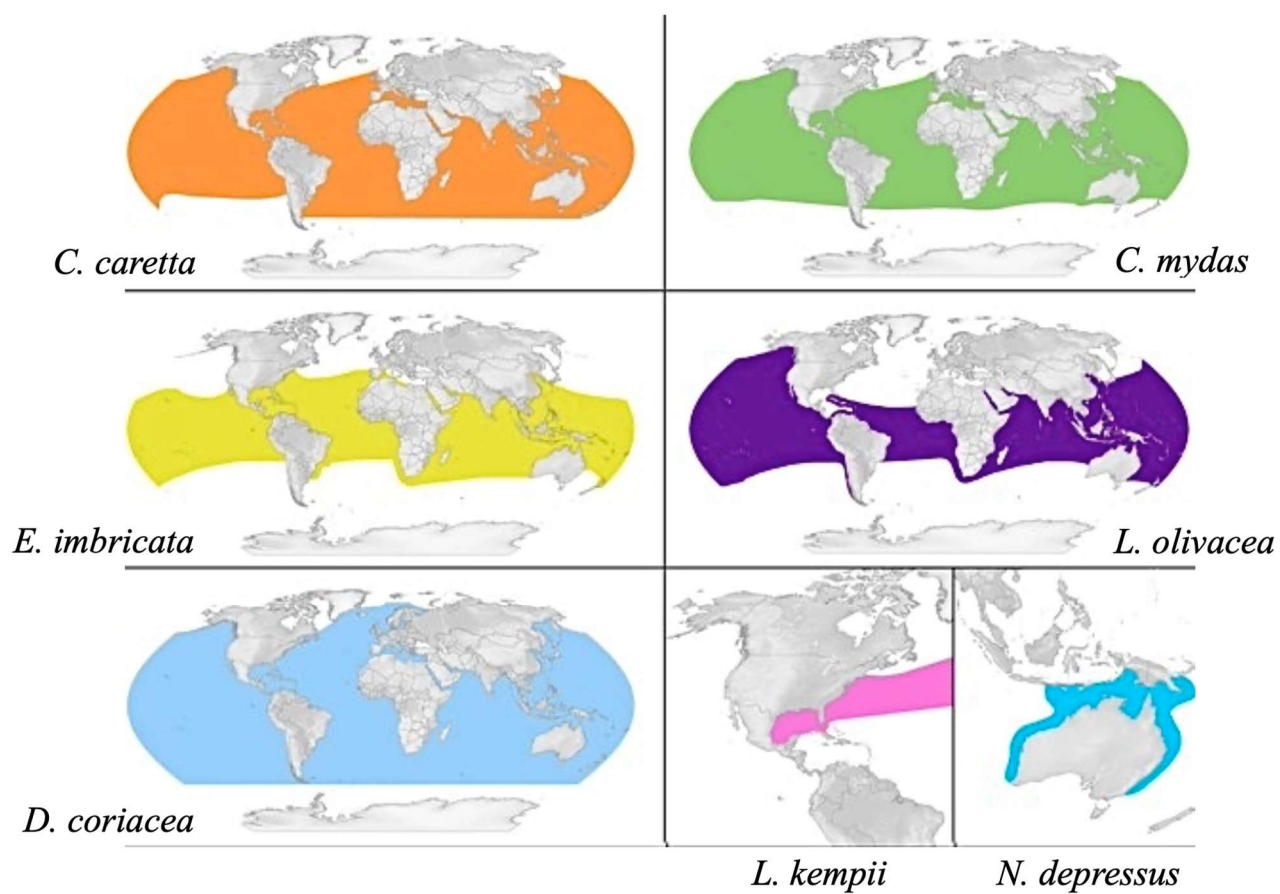 C. caretta
C. mydas
E. imbricata
L. olivacea
D. coriacea
L. kempii
N. depressus